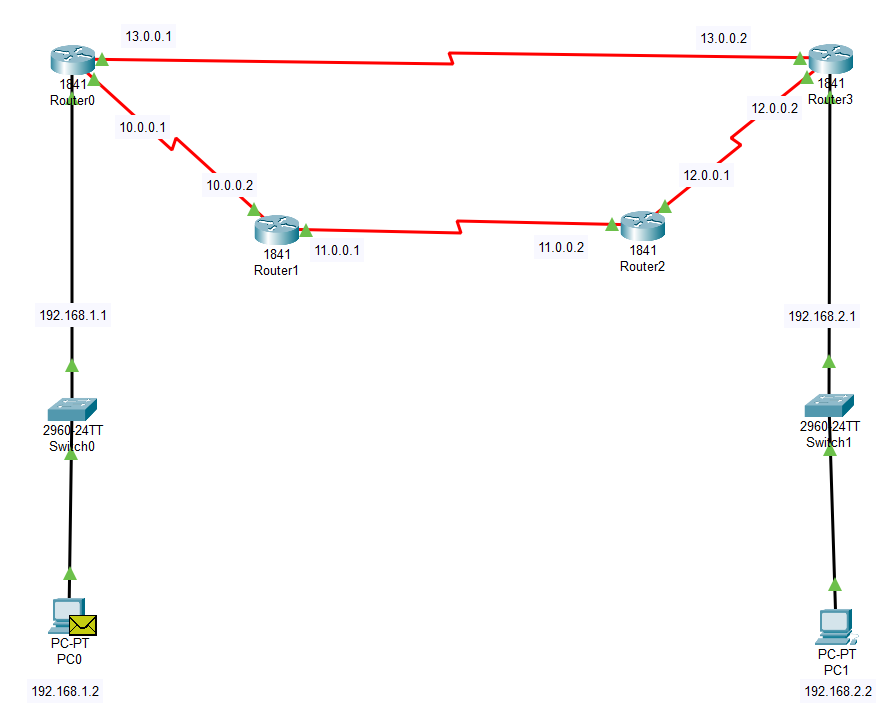 13.0.0.1
13.0.0.2
1841
Router0
1841
Router3
10.0.0.1
12.0.0.2
10.0.0.2
12.0.0.1
1841
Router1
11.0.0.1
11.0.0.2
1841
Router2
192.168.1.1
192.168.2.1
2960-24TT
Switch0
2960-24TT
Switch1
PC-PT
PC0
PC-PT
PC1
192.168.1.2
192.168.2.2